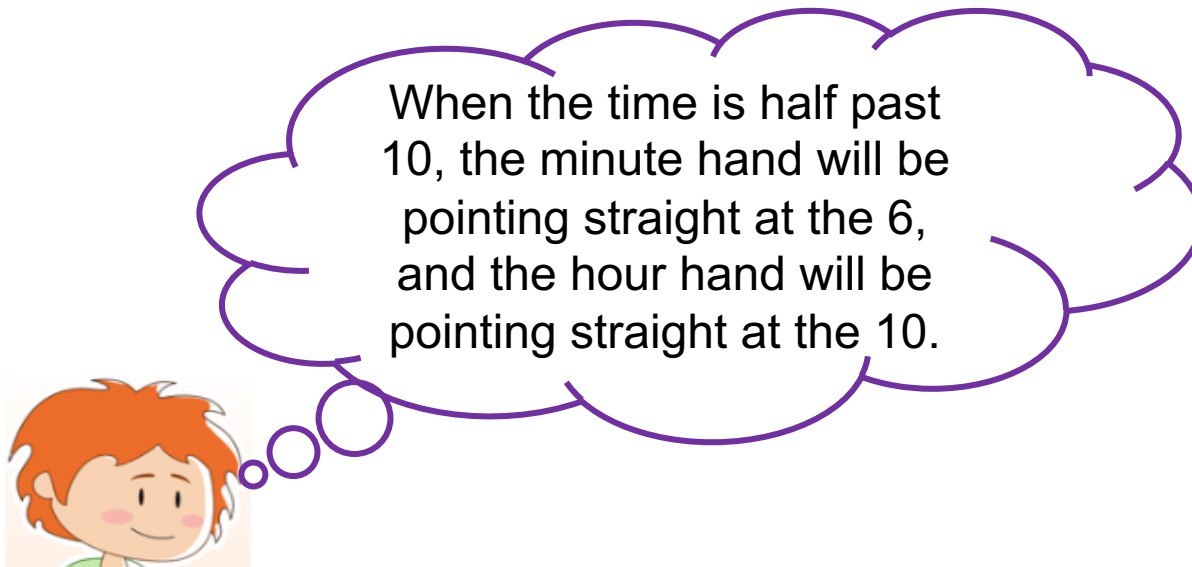 When the time is half past
10, the minute hand will be
pointing straight at the 6,
and the hour hand will be
pointing straight at the 10.